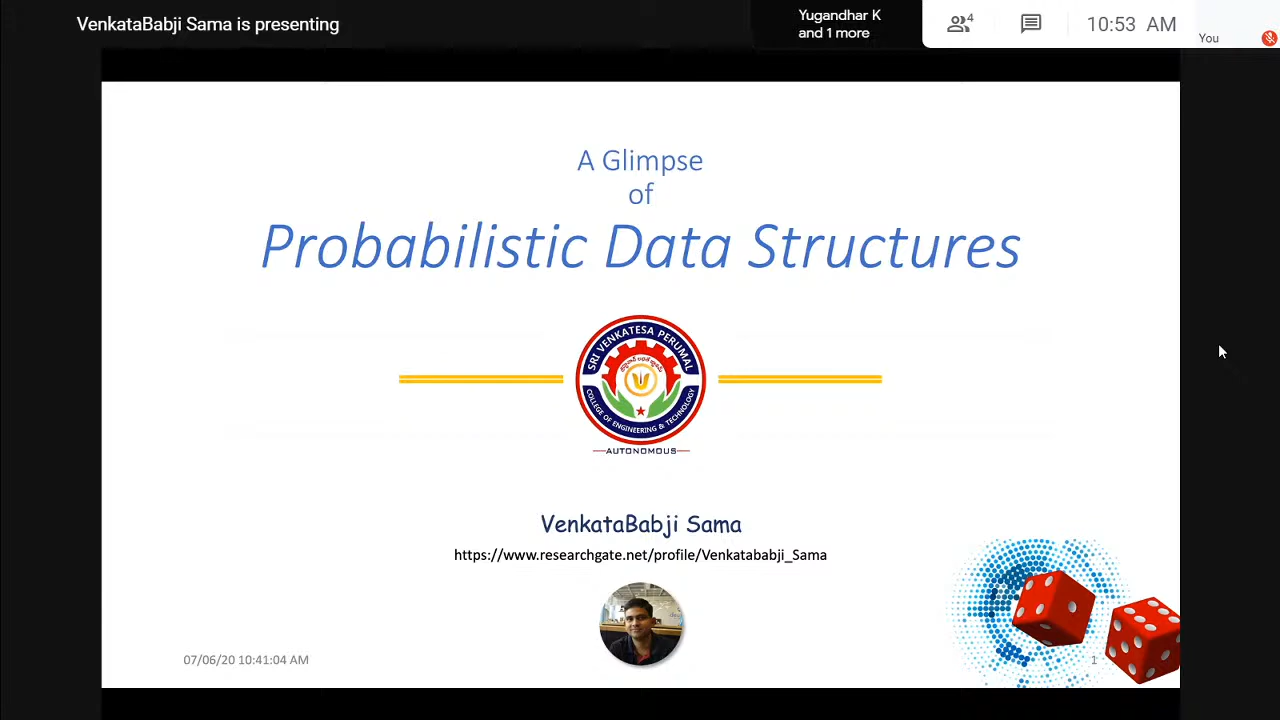 VenkataBabji Sama is presenting
Yugandhar K
and 1 more
4
10:53 AM
You
A Glimpse
of
Probabilistic Data Structures
SRI VENKATESA PERUMAL
COLLEGE OF ENGINEERING & TECHNOLOGY
AUTONOMOUS
VenkataBabji Sama
https://www.researchgate.net/profile/Venkatababji_Sama
07/06/20 10:41:04 AM
1